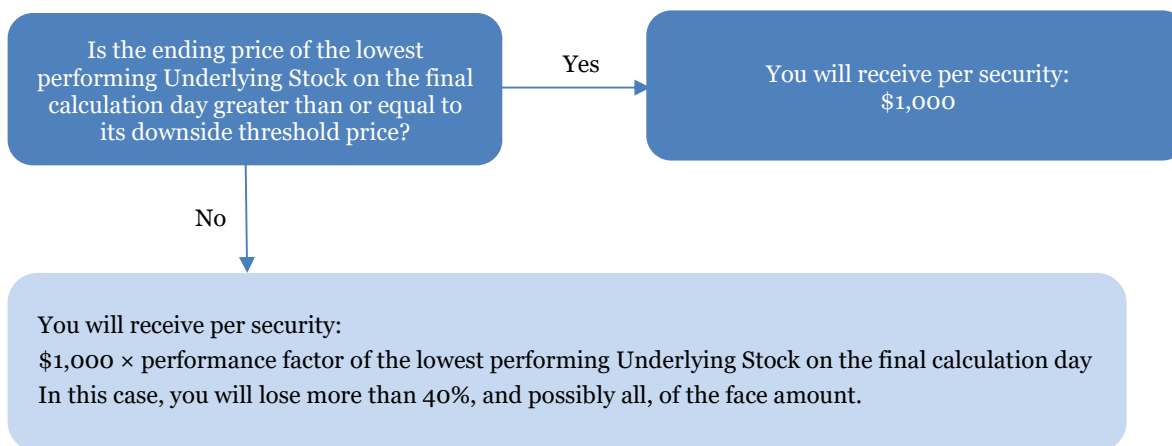 Is the ending price of the lowest
performing Underlying Stock on the final
calculation day greater than or equal to
its downside threshold price?
Yes
You will receive per security:
$1,000
No
You will receive per security:
$1,000 × performance factor of the lowest performing Underlying Stock on the final calculation day
In this case, you will lose more than 40%, and possibly all, of the face amount.